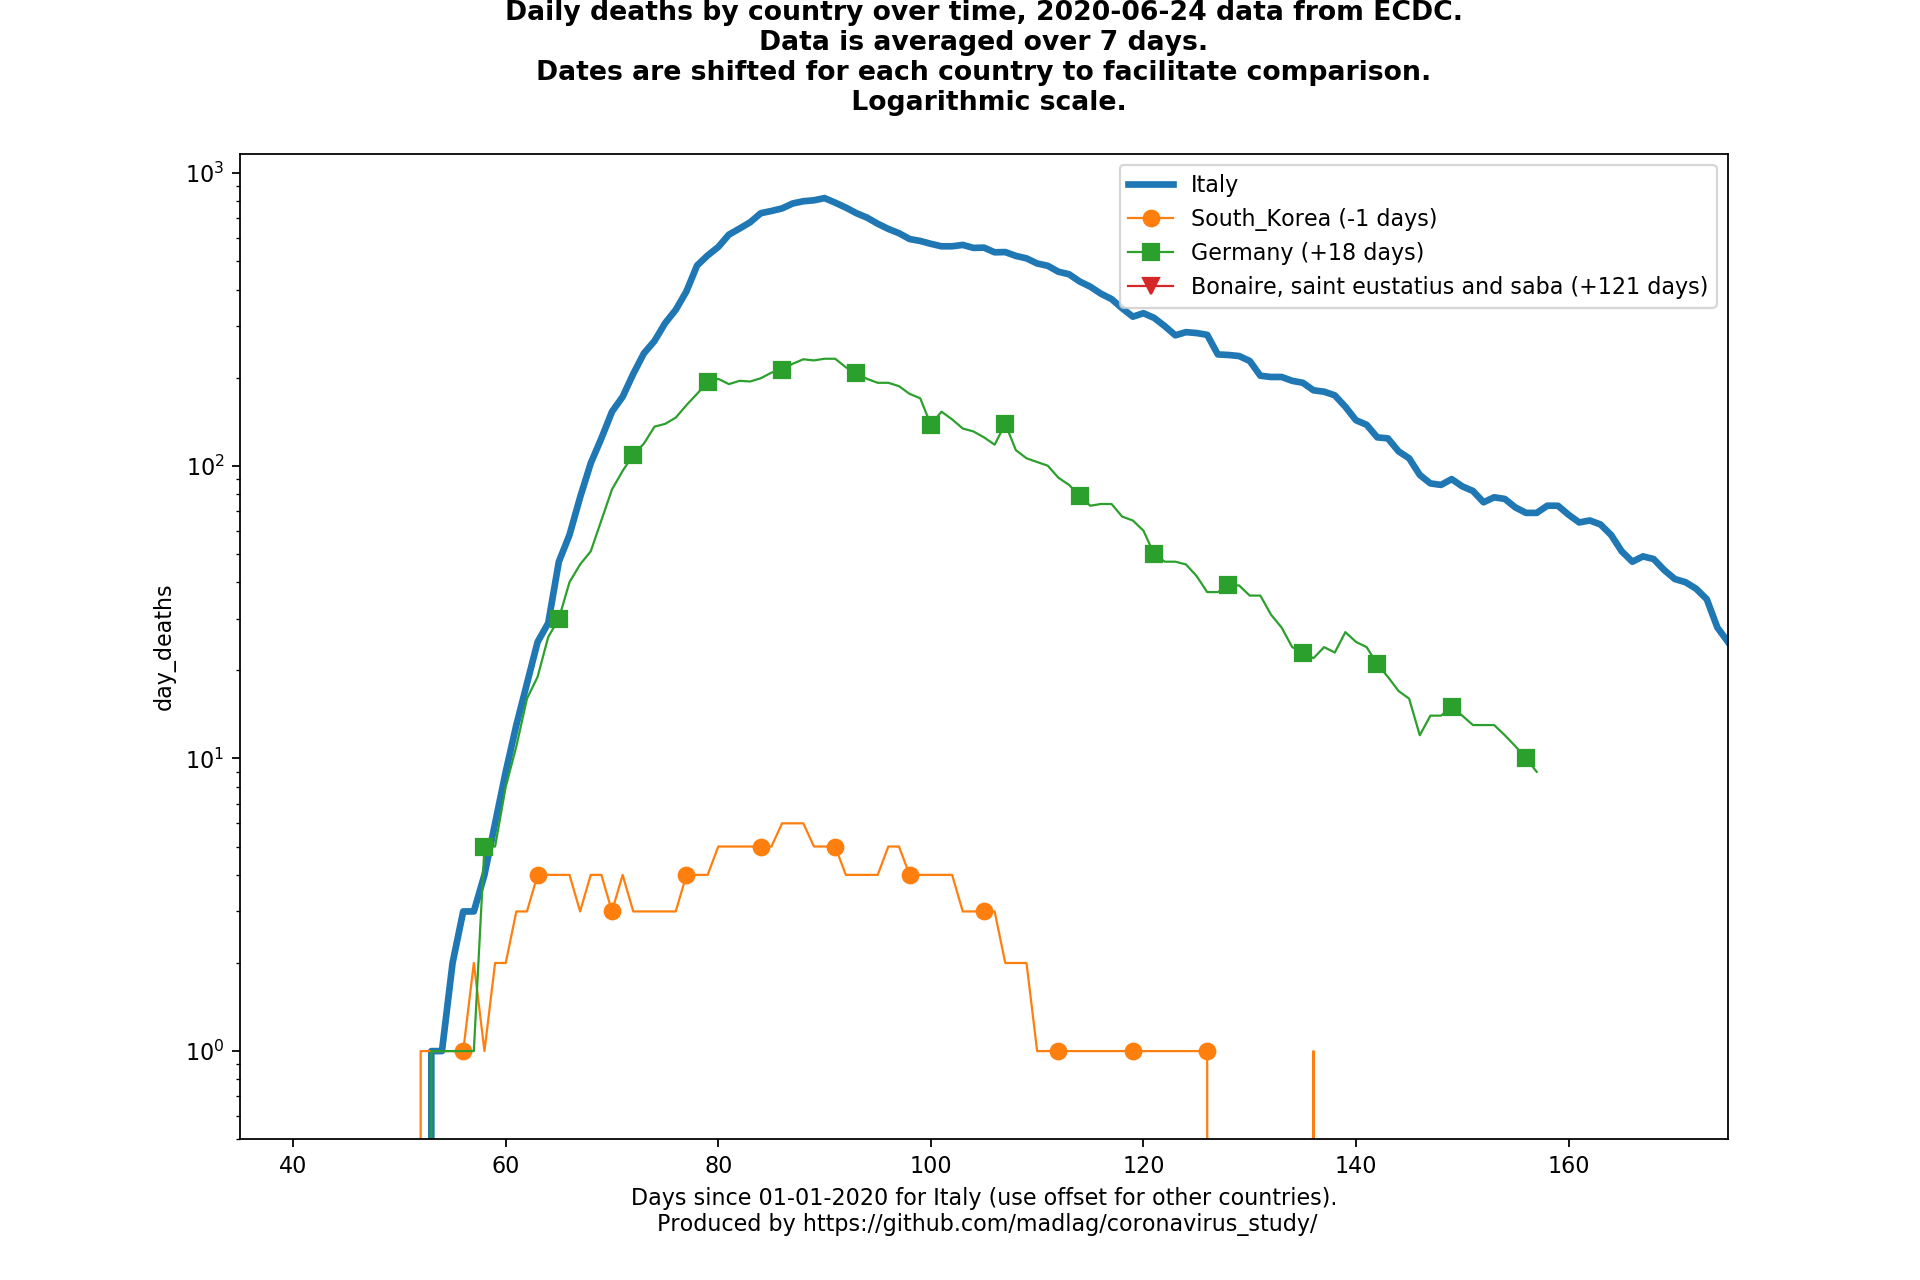 Daily deaths by country over time, 2020-06-24 data from ECDC.
Data is averaged over 7 days.
Dates are shifted for each country to facilitate comparison.
Logarithmic scale.
10³
10²
10¹
10⁰
day_deaths
Italy
South_Korea (-1 days)
Germany (+18 days)
Bonaire, saint eustatius and saba (+121 days)
40 60 80 100 120 140 160
Days since 01-01-2020 for Italy (use offset for other countries).
Produced by https://github.com/madlag/coronavirus_study/